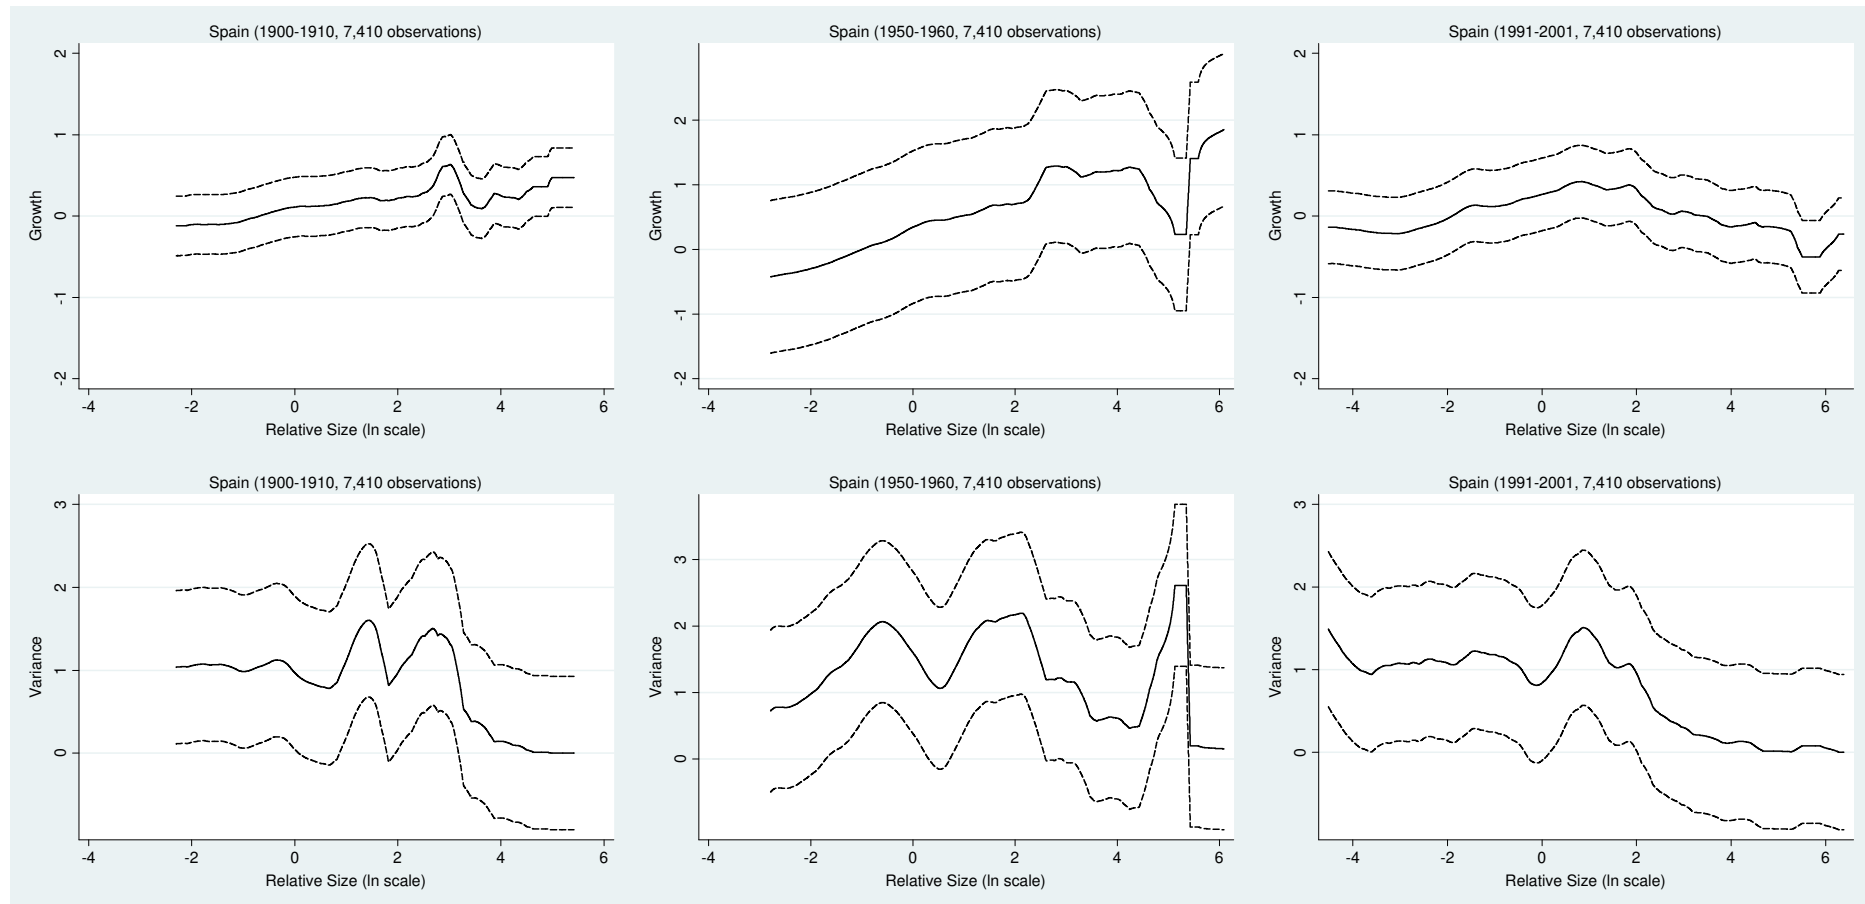 Spain (1900-1910, 7,410 observations)
Growth
2
1
0
-1
-2
-4 -2 0 2 4 6
Relative Size (ln scale)
Spain (1950-1960, 7,410 observations)
Growth
2
1
0
-1
-2
-4 -2 0 2 4 6
Relative Size (ln scale)
Spain (1991-2001, 7,410 observations)
Growth
2
1
0
-1
-2
-4 -2 0 2 4 6
Relative Size (ln scale)
Spain (1900-1910, 7,410 observations)
Variance
3
2
1
0
-4 -2 0 2 4 6
Relative Size (ln scale)
Spain (1950-1960, 7,410 observations)
Variance
3
2
1
0
-4 -2 0 2 4 6
Relative Size (ln scale)
Spain (1991-2001, 7,410 observations)
Variance
3
2
1
0
-4 -2 0 2 4 6
Relative Size (ln scale)